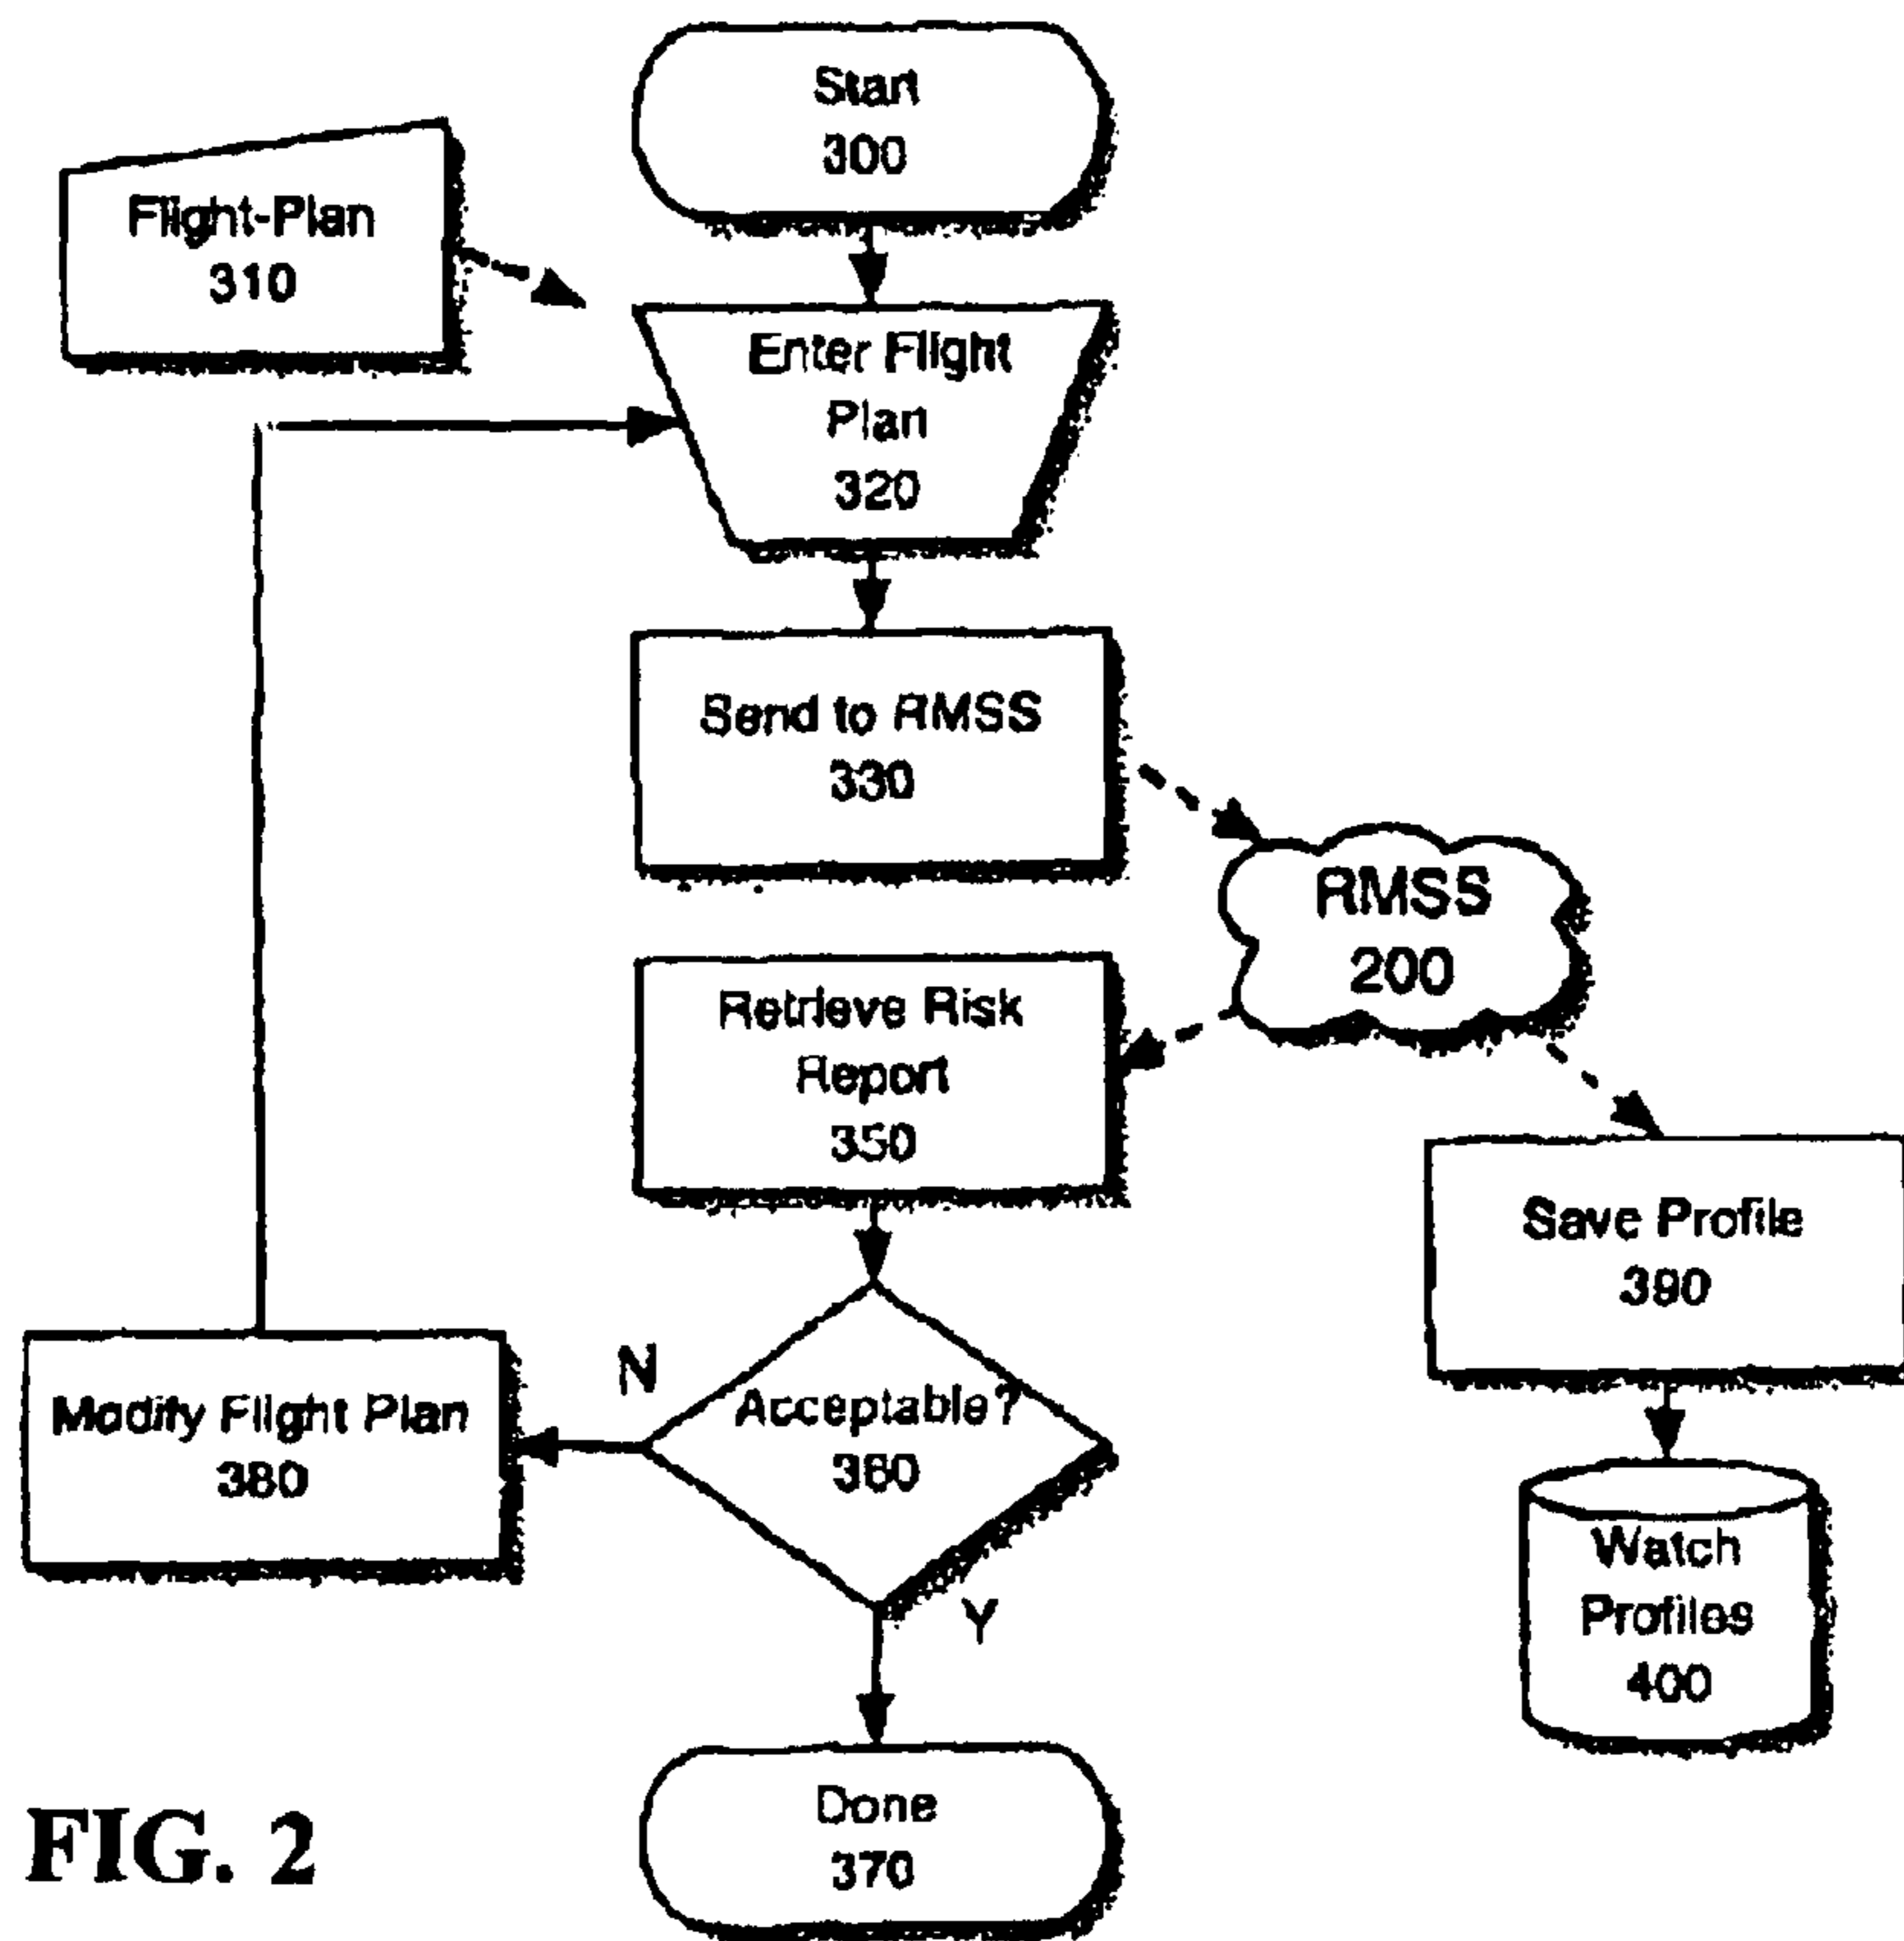 Start
300
Flight-Plan
310
Enter Flight
Plan
320
Send to RMSS
330
RMSS
200
Retrieve Risk
Report
350
Save Profile
390
N
Acceptable?
360
Modify Flight Plan
380
Watch
Profiles
400
Y
Done
370
FIG. 2